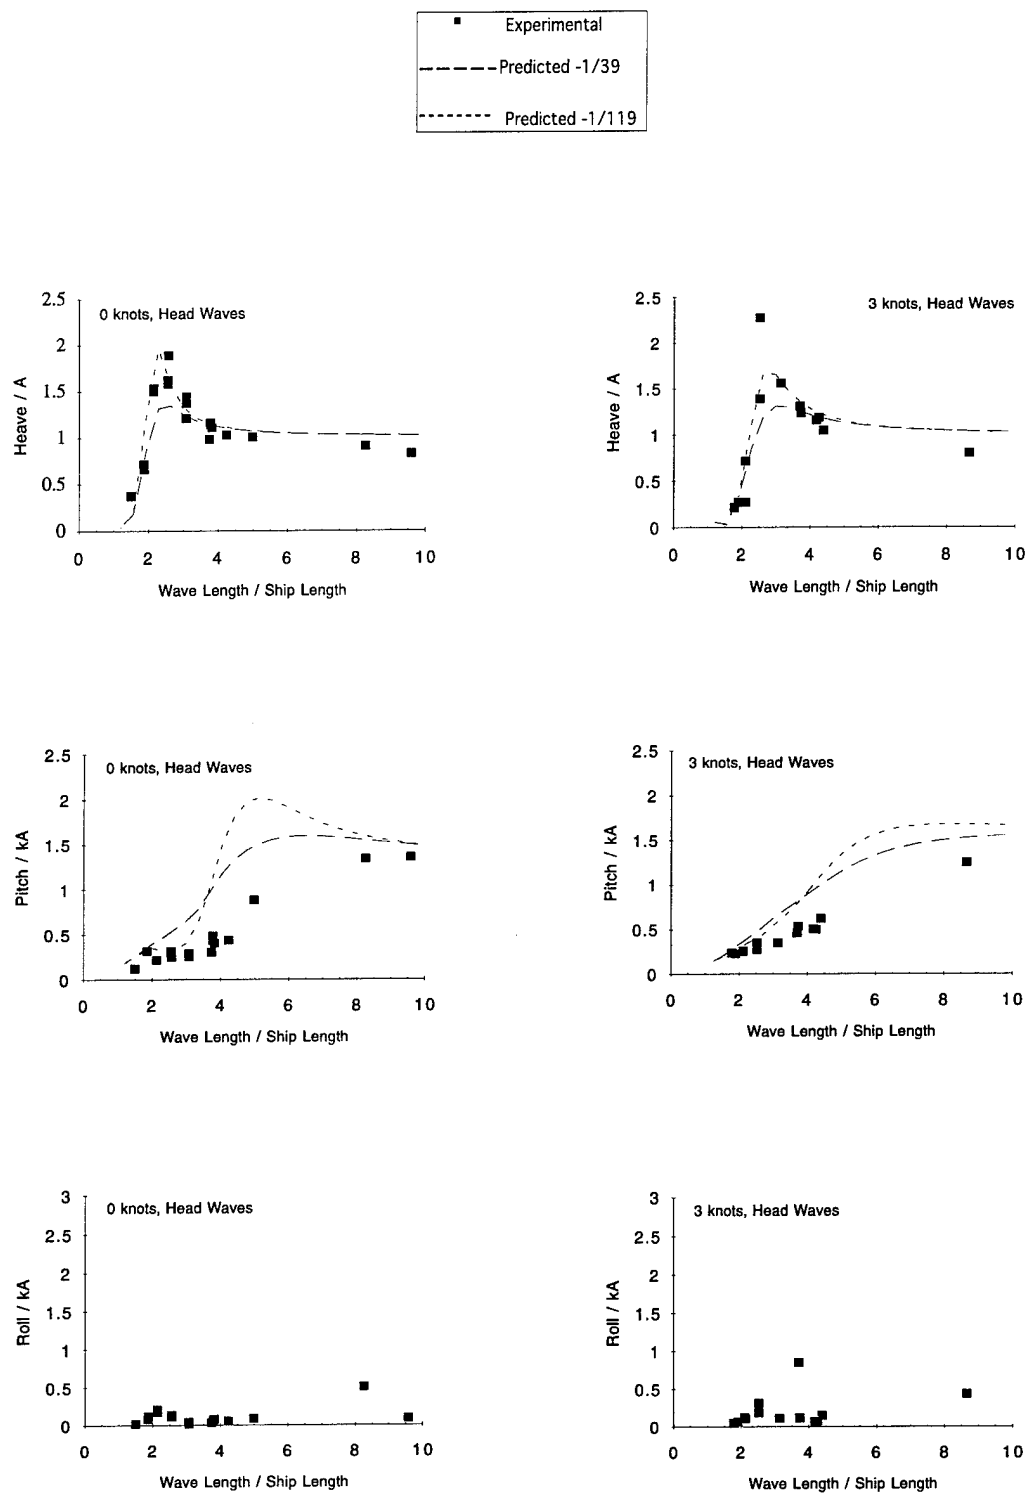 Experimental
Predicted -1/39
Predicted -1/119
2.5
2
1.5
1
0.5
0
0 knots, Head Waves
Heave / A
0 2 4 6 8 10
Wave Length / Ship Length
2.5
2
1.5
1
0.5
0
3 knots, Head Waves
Heave / A
0 2 4 6 8 10
Wave Length / Ship Length
2.5
2
1.5
1
0.5
0
0 knots, Head Waves
Pitch / kA
0 2 4 6 8 10
Wave Length / Ship Length
2.5
2
1.5
1
0.5
0
3 knots, Head Waves
Pitch / kA
0 2 4 6 8 10
Wave Length / Ship Length
3
2.5
2
1.5
1
0.5
0
0 knots, Head Waves
Roll / kA
0 2 4 6 8 10
Wave Length / Ship Length
3
2.5
2
1.5
1
0.5
0
3 knots, Head Waves
Roll / kA
0 2 4 6 8 10
Wave Length / Ship Length